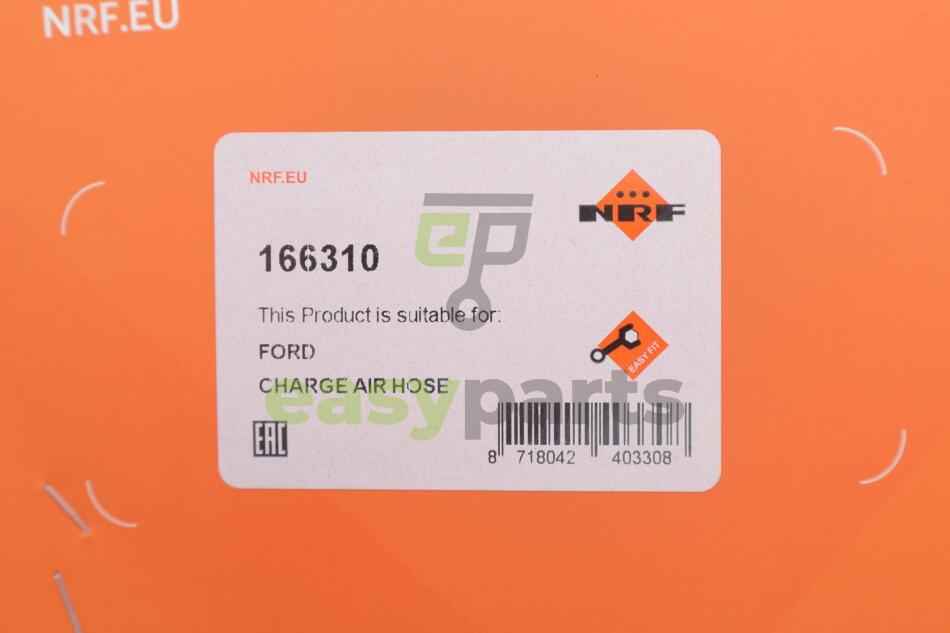 NRF.EU
NRF.EU
NRF
166310
ep
This Product is suitable for:
FORD
EASY FIT
CHARGE AIR HOSE
easyparts
EAC
8 718042 403308